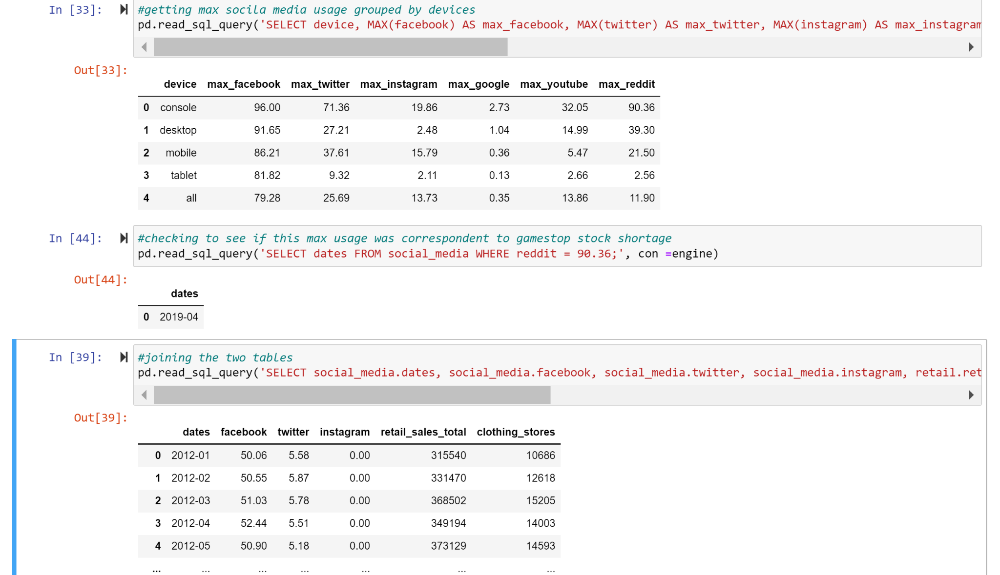 In [33]:
#getting max socila media usage grouped by devices
pd.read_sql_query('SELECT device, MAX(facebook) AS max_facebook, MAX(twitter) AS max_twitter, MAX(instagram) AS max_instagram
Out[33]:
device max_facebook max_twitter max_instagram max_google max_youtube max_reddit
0 console 96.00 71.36 19.86 2.73 32.05 90.36
1 desktop 91.65 27.21 2.48 1.04 14.99 39.30
2 mobile 86.21 37.61 15.79 0.36 5.47 21.50
3 tablet 81.82 9.32 2.11 0.13 2.66 2.56
4 all 79.28 25.69 13.73 0.35 13.86 11.90
In [44]:
#checking to see if this max usage was correspondent to gamestop stock shortage
pd.read_sql_query('SELECT dates FROM social_media WHERE reddit = 90.36;', con =engine)
Out[44]:
dates
0 2019-04
In [39]:
#joining the two tables
pd.read_sql_query('SELECT social_media.dates, social_media.facebook, social_media.twitter, social_media.instagram, retail.ret
Out[39]:
dates facebook twitter instagram retail_sales_total clothing_stores
0 2012-01 50.06 5.58 0.00 315540 10686
1 2012-02 50.55 5.87 0.00 331470 12618
2 2012-03 51.03 5.78 0.00 368502 15205
3 2012-04 52.44 5.51 0.00 349194 14003
4 2012-05 50.90 5.18 0.00 373129 14593
... ... ... ... ... ... ...